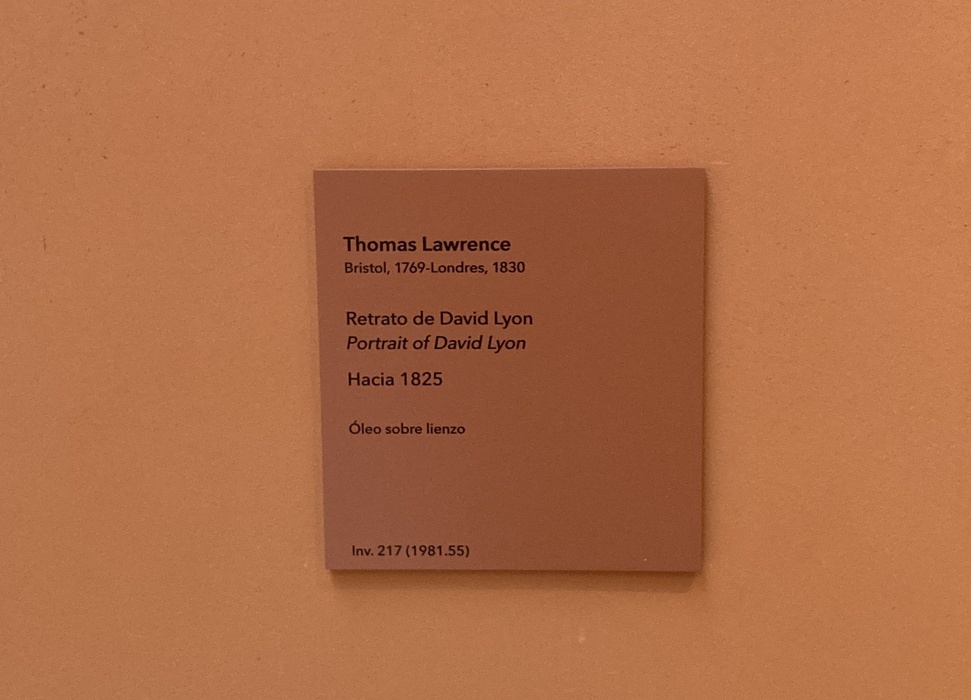 Thomas Lawrence
Bristol, 1769-Londres, 1830
Retrato de David Lyon
Portrait of David Lyon
Hacia 1825
Óleo sobre lienzo
Inv. 217 (1981.55)